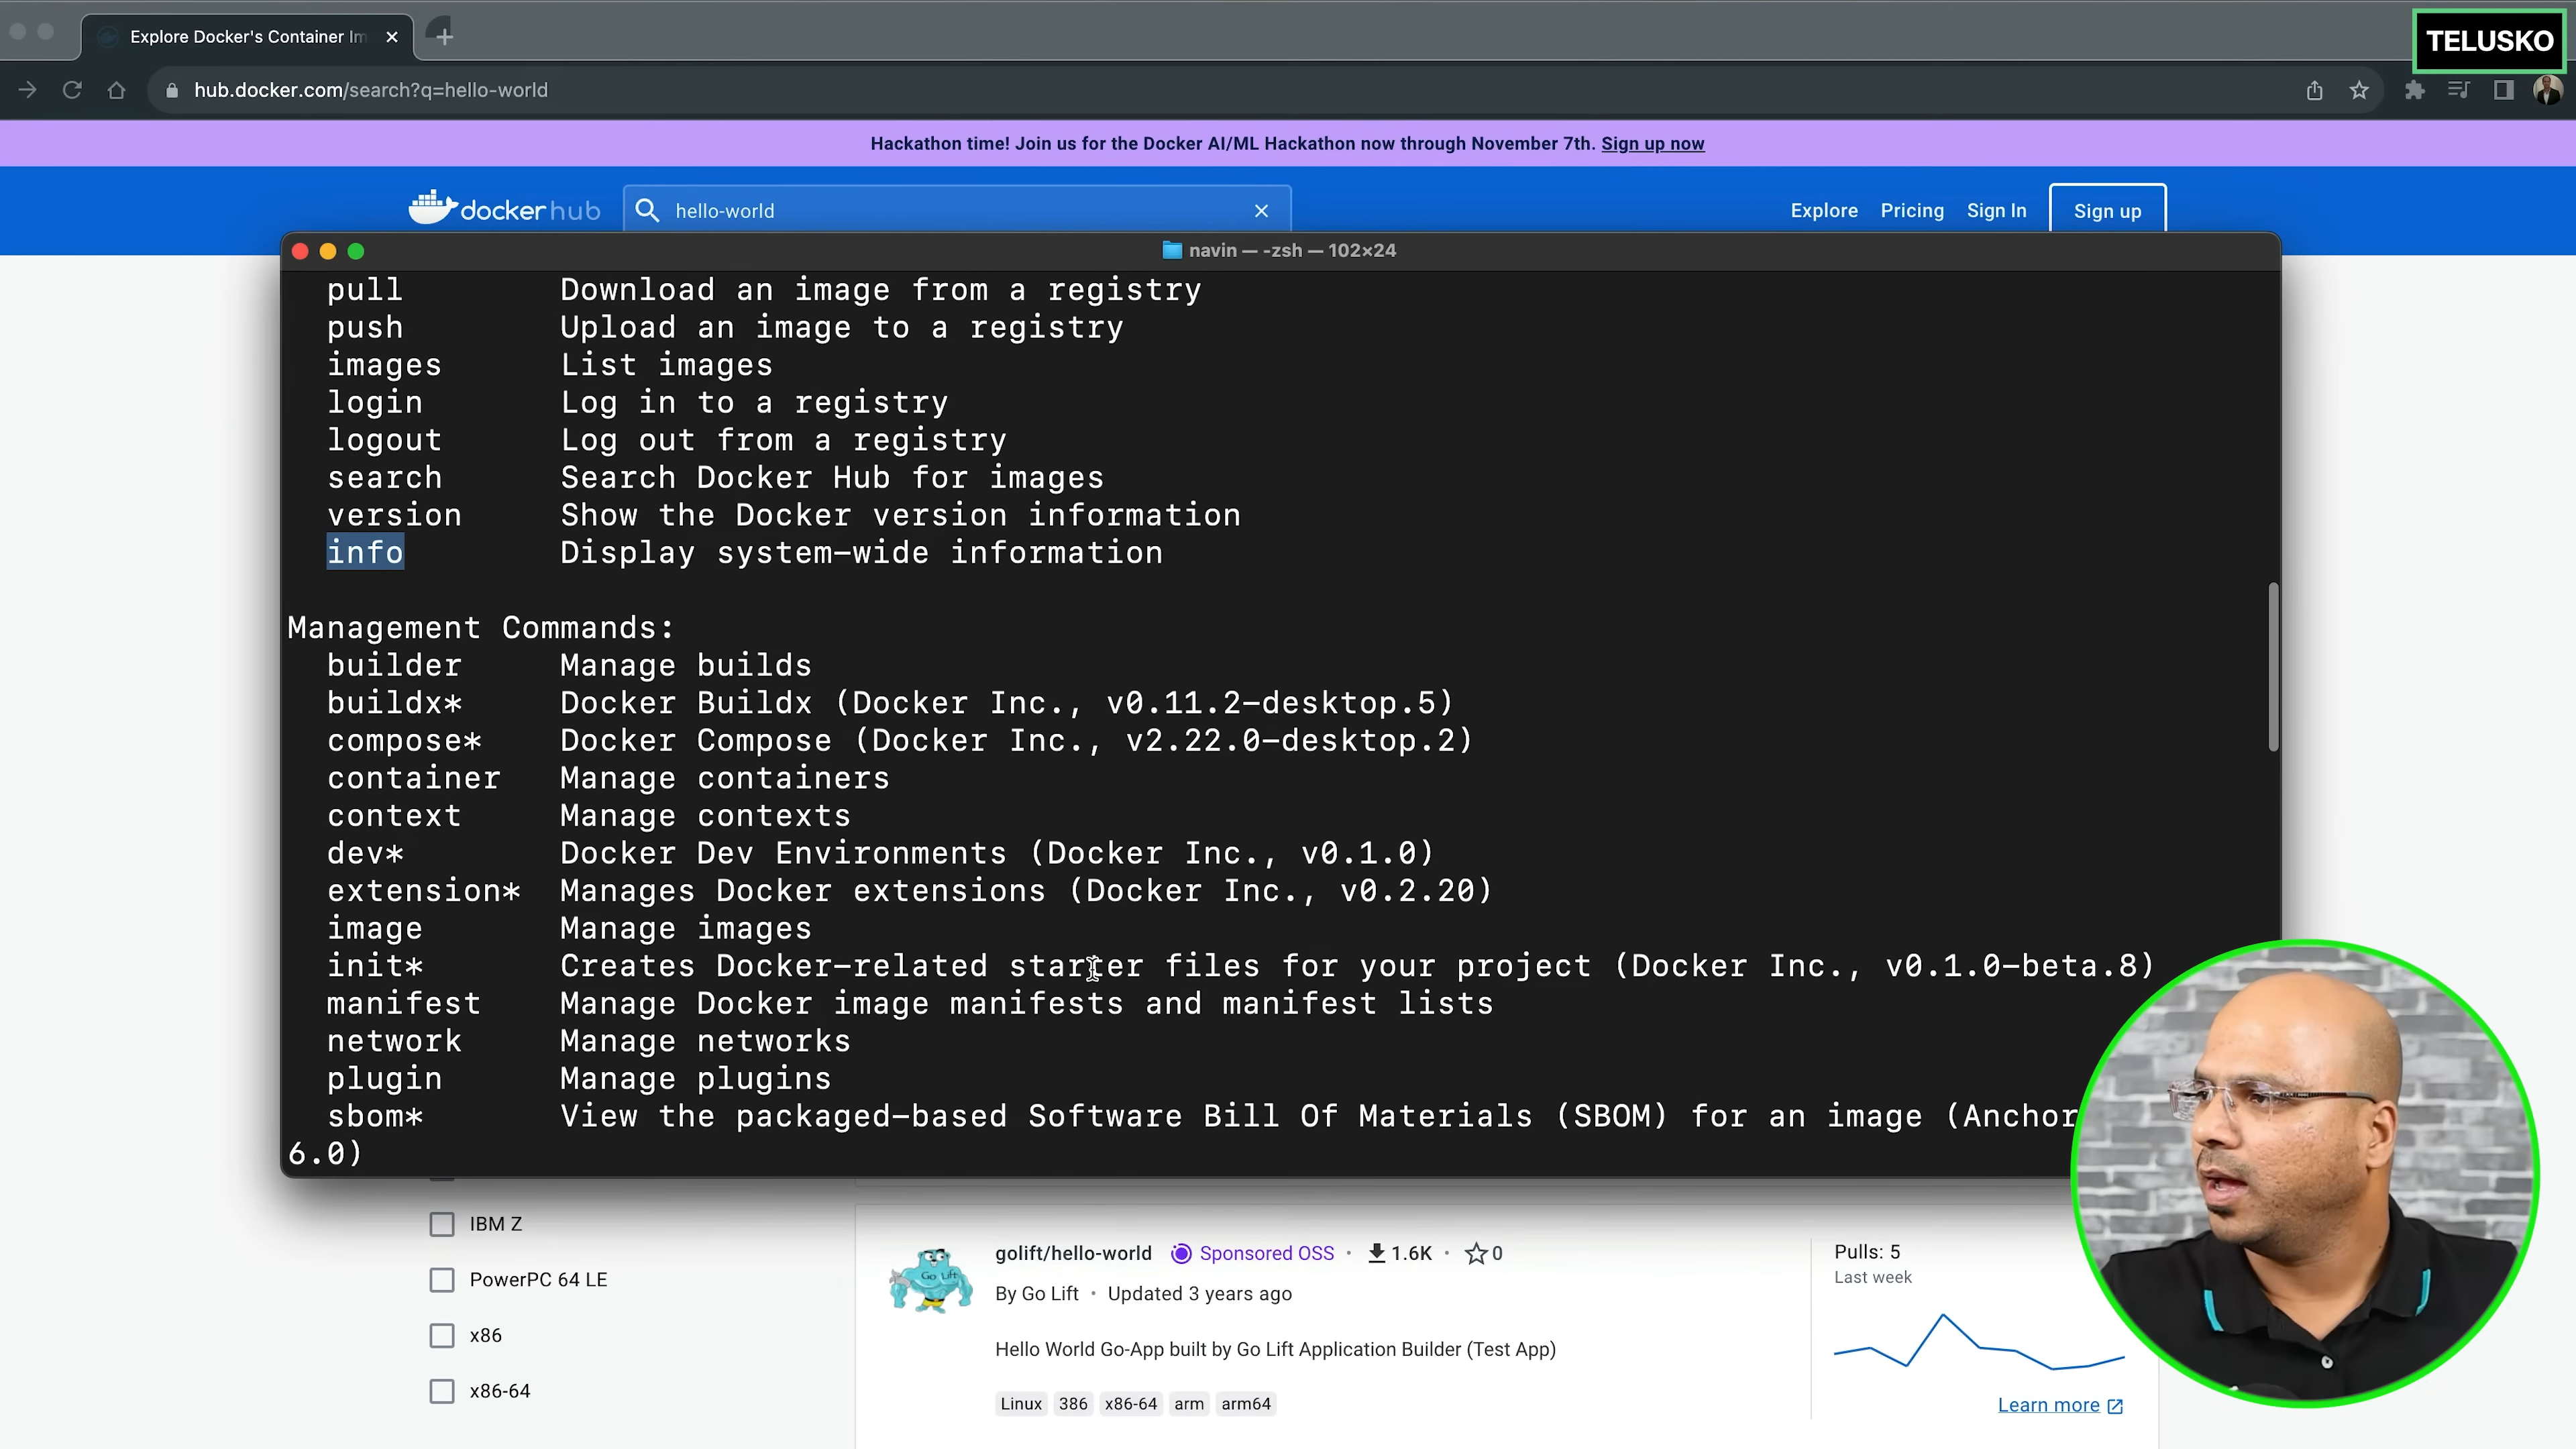 Explore Docker's Container Im
TELUSKO
hub.docker.com/search?q=hello-world
Hackathon time! Join us for the Docker AI/ML Hackathon now through November 7th. Sign up now
dockerhub
hello-world
Explore
Pricing
Sign In
Sign up
navin — -zsh — 102×24
pull Download an image from a registry
push Upload an image to a registry
images List images
login Log in to a registry
logout Log out from a registry
search Search Docker Hub for images
version Show the Docker version information
info Display system-wide information
Management Commands:
builder Manage builds
buildx* Docker Buildx (Docker Inc., v0.11.2-desktop.5)
compose* Docker Compose (Docker Inc., v2.22.0-desktop.2)
container Manage containers
context Manage contexts
dev* Docker Dev Environments (Docker Inc., v0.1.0)
extension* Manages Docker extensions (Docker Inc., v0.2.20)
image Manage images
init* Creates Docker-related starter files for your project (Docker Inc., v0.1.0-beta.8)
manifest Manage Docker image manifests and manifest lists
network Manage networks
plugin Manage plugins
sbom* View the packaged-based Software Bill Of Materials (SBOM) for an image (Anchor
6.0)
IBM Z
PowerPC 64 LE
x86
x86-64
golift/hello-world Sponsored OSS · 1.6K · 0
By Go Lift · Updated 3 years ago
Hello World Go-App built by Go Lift Application Builder (Test App)
Linux 386 x86-64 arm arm64
Pulls: 5
Last week
Learn more
Go Lift